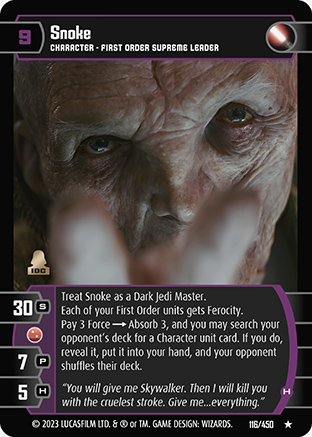 9
Snoke
CHARACTER - FIRST ORDER SUPREME LEADER
IDC
30 S
Treat Snoke as a Dark Jedi Master.
Each of your First Order units gets Ferocity.
Pay 3 Force → Absorb 3, and you may search
your opponent's deck for a Character unit card. If you do,
reveal it, put it into your hand, and your opponent
shuffles their deck.
7 P
5 H
"You will give me Skywalker. Then I will kill you
with the cruelest stroke. Give me...everything."
H
© 2023 LUCASFILM LTD. & ® or TM. GAME DESIGN: WIZARDS.
116/450